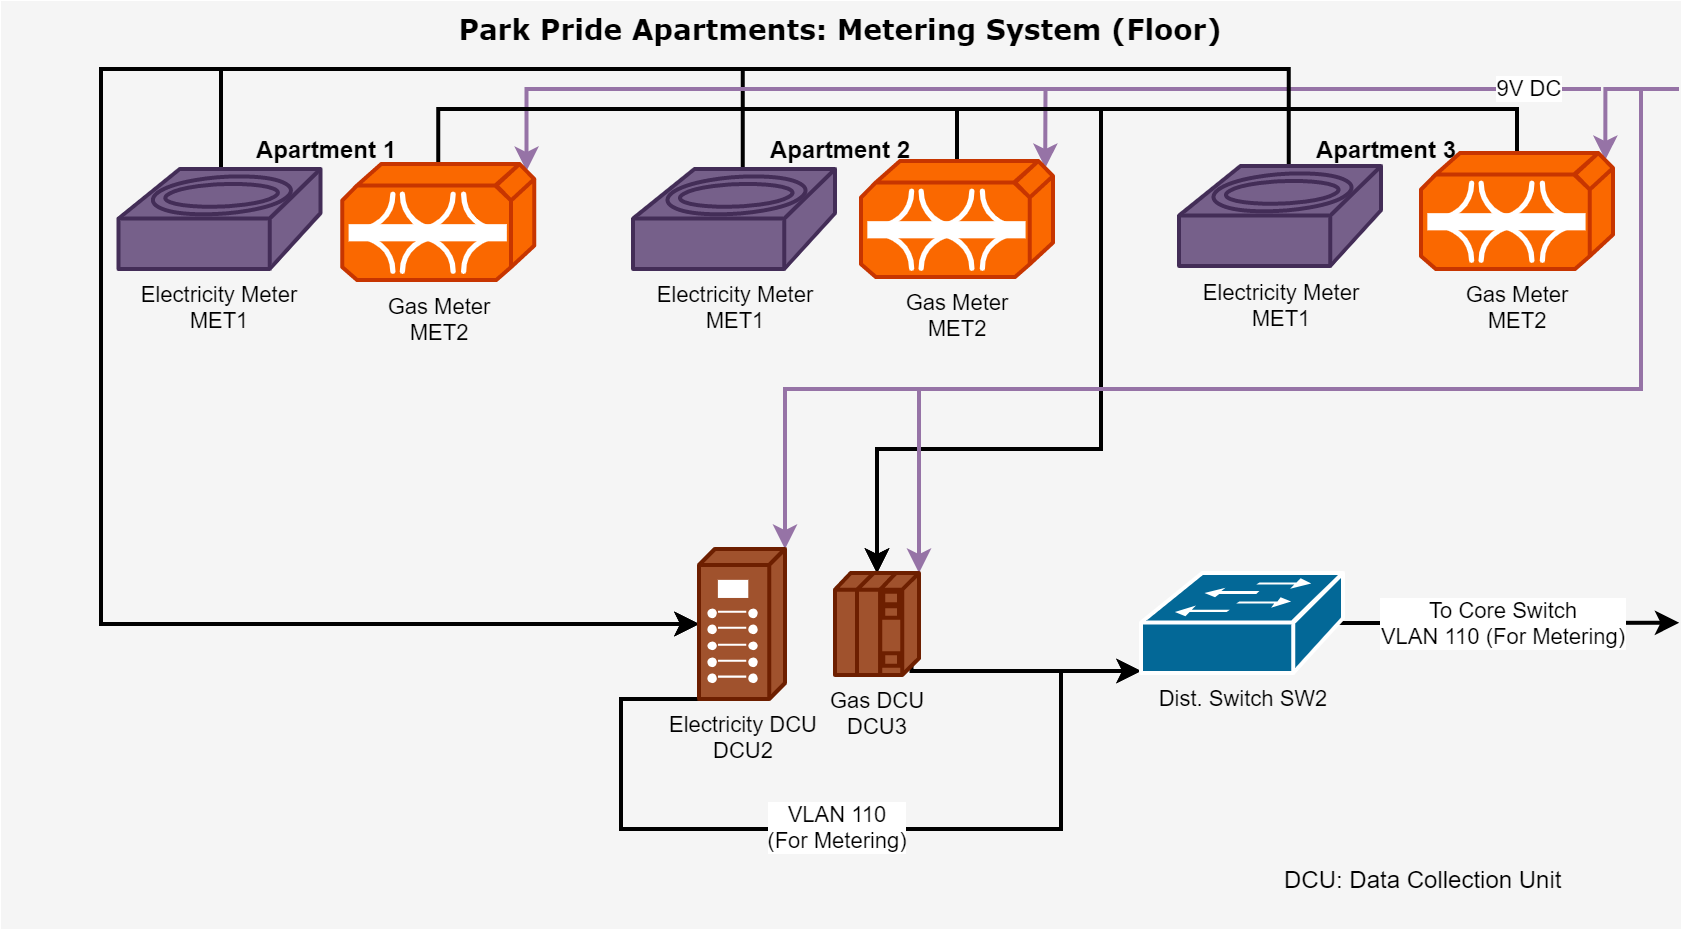 Park Pride Apartments: Metering System (Floor)
9V DC
Apartment 1
Apartment 2
Apartment 3
Electricity Meter
MET1
Gas Meter
MET2
Electricity Meter
MET1
Gas Meter
MET2
Electricity Meter
MET1
Gas Meter
MET2
To Core Switch
VLAN 110 (For Metering)
Electricity DCU
DCU2
Gas DCU
DCU3
Dist. Switch SW2
VLAN 110
(For Metering)
DCU: Data Collection Unit